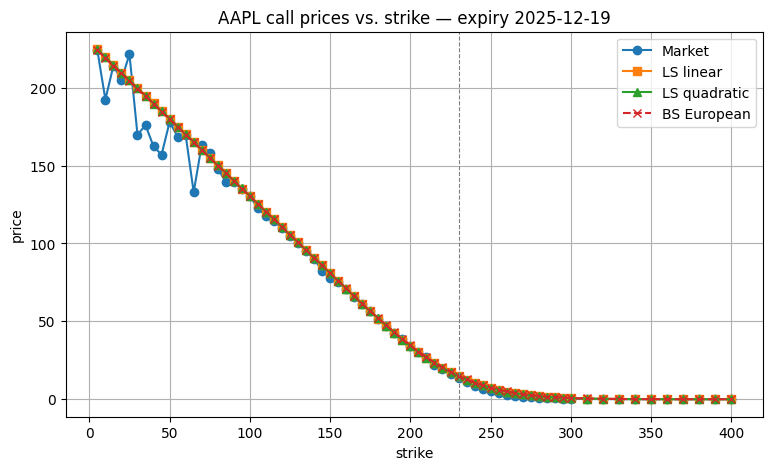 AAPL call prices vs. strike — expiry 2025-12-19
price
200
150
100
50
0
Market
LS linear
LS quadratic
BS European
0 50 100 150 200 250 300 350 400
strike